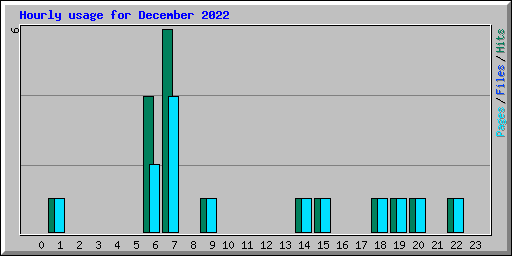 Hourly usage for December 2022
6
Pages/Files/Hits
0 1 2 3 4 5 6 7 8 9 10 11 12 13 14 15 16 17 18 19 20 21 22 23